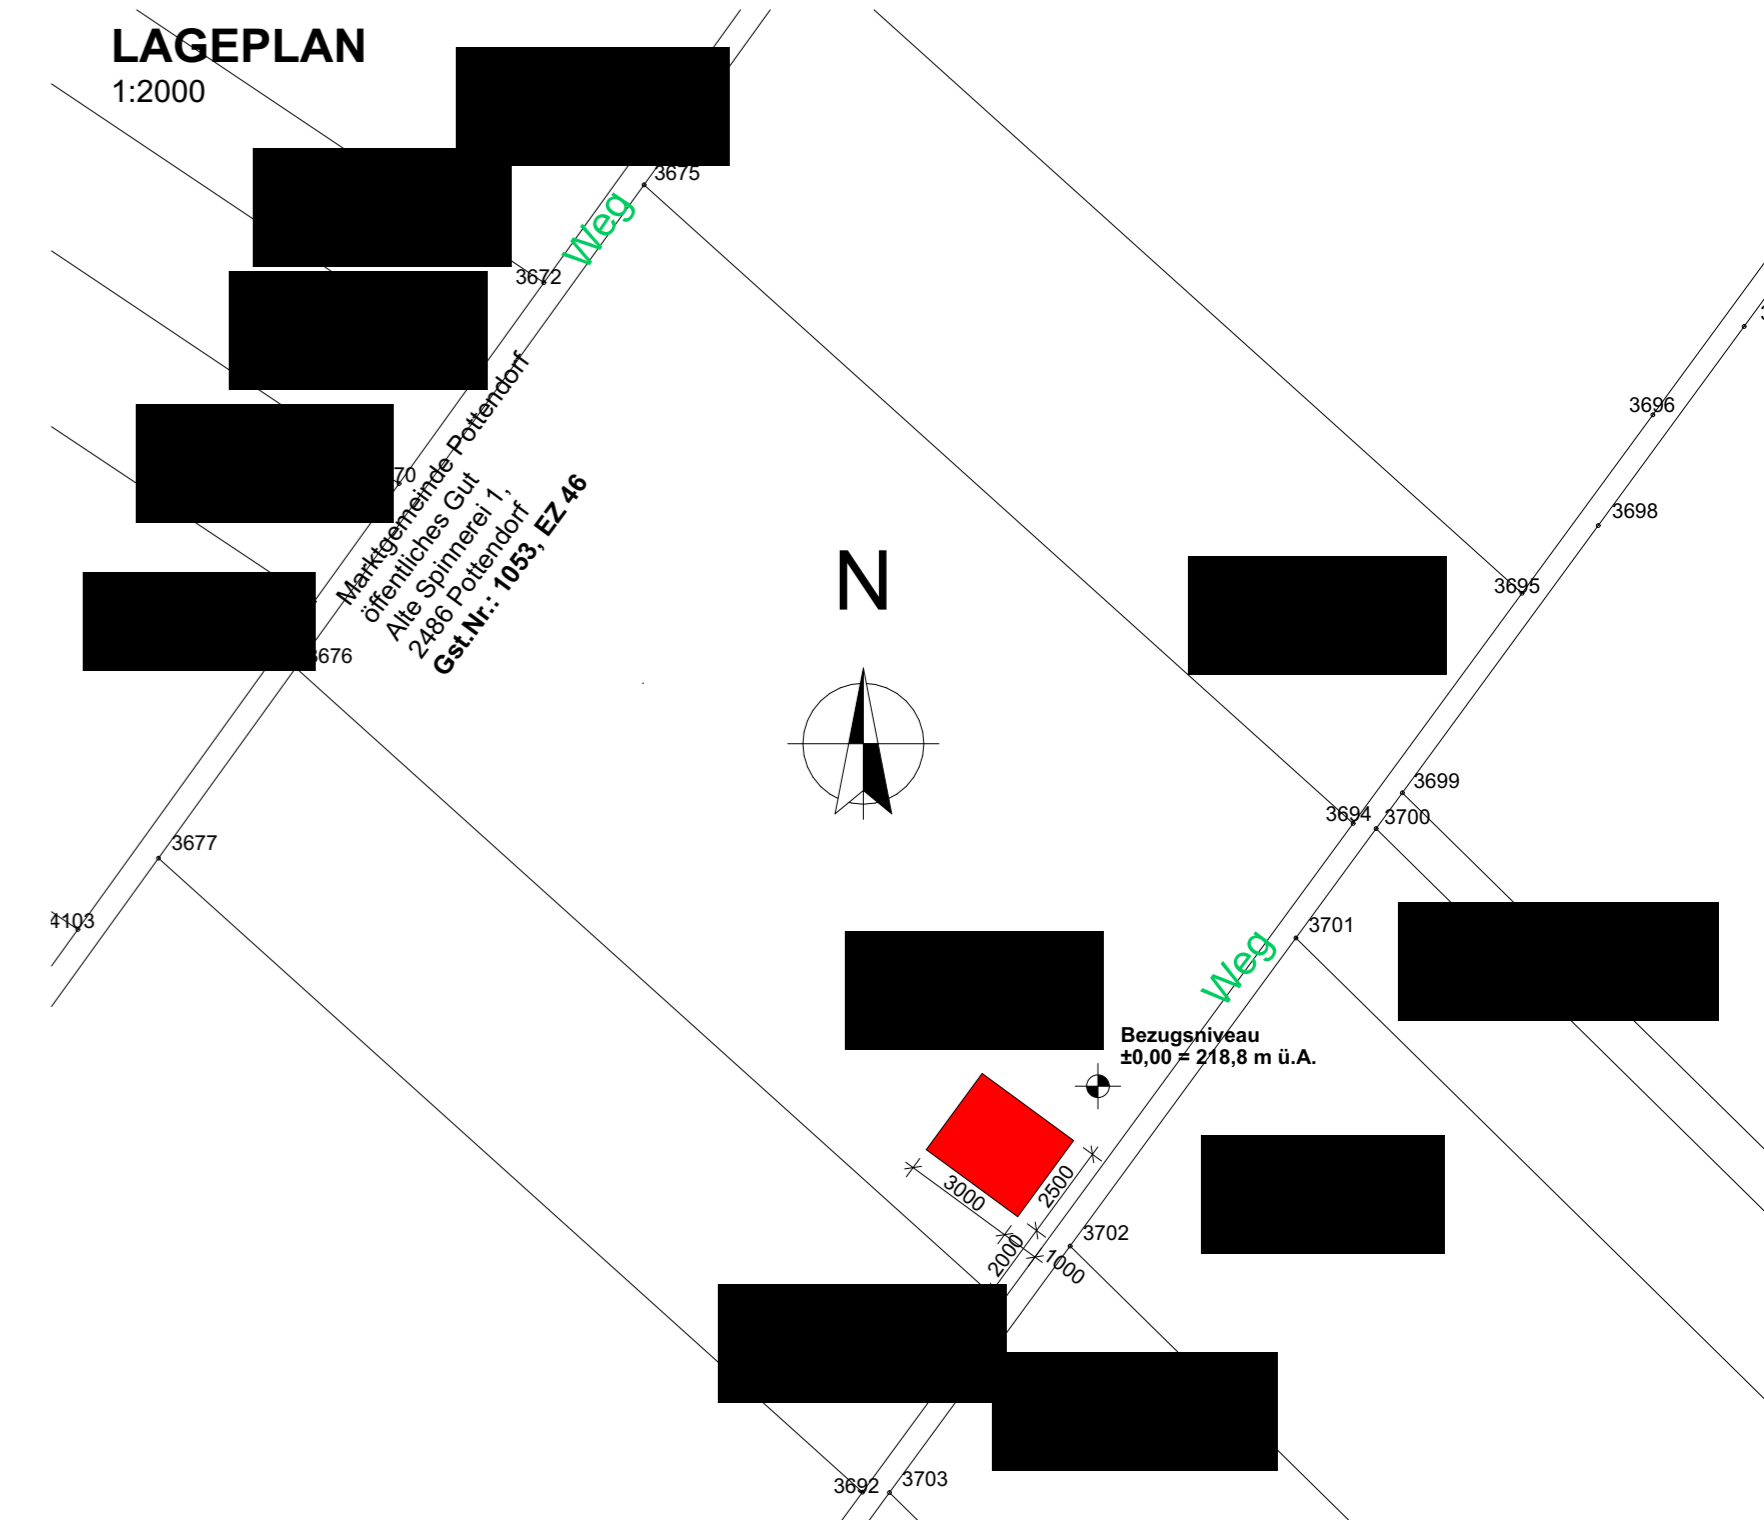 LAGEPLAN
1:2000
3675
Weg
3672
70
Marktgemeinde Pottendorf
öffentliches Gut
Alte Spinnerei 1,
2486 Pottendorf
Gst.Nr.: 1053, EZ 46
3696
3698
N
3695
3676
3699
3694
3700
3677
4103
3701
Weg
Bezugsniveau
±0,00 = 218,8 m ü.A.
3000
2500
3702
2000
1000
3692
3703